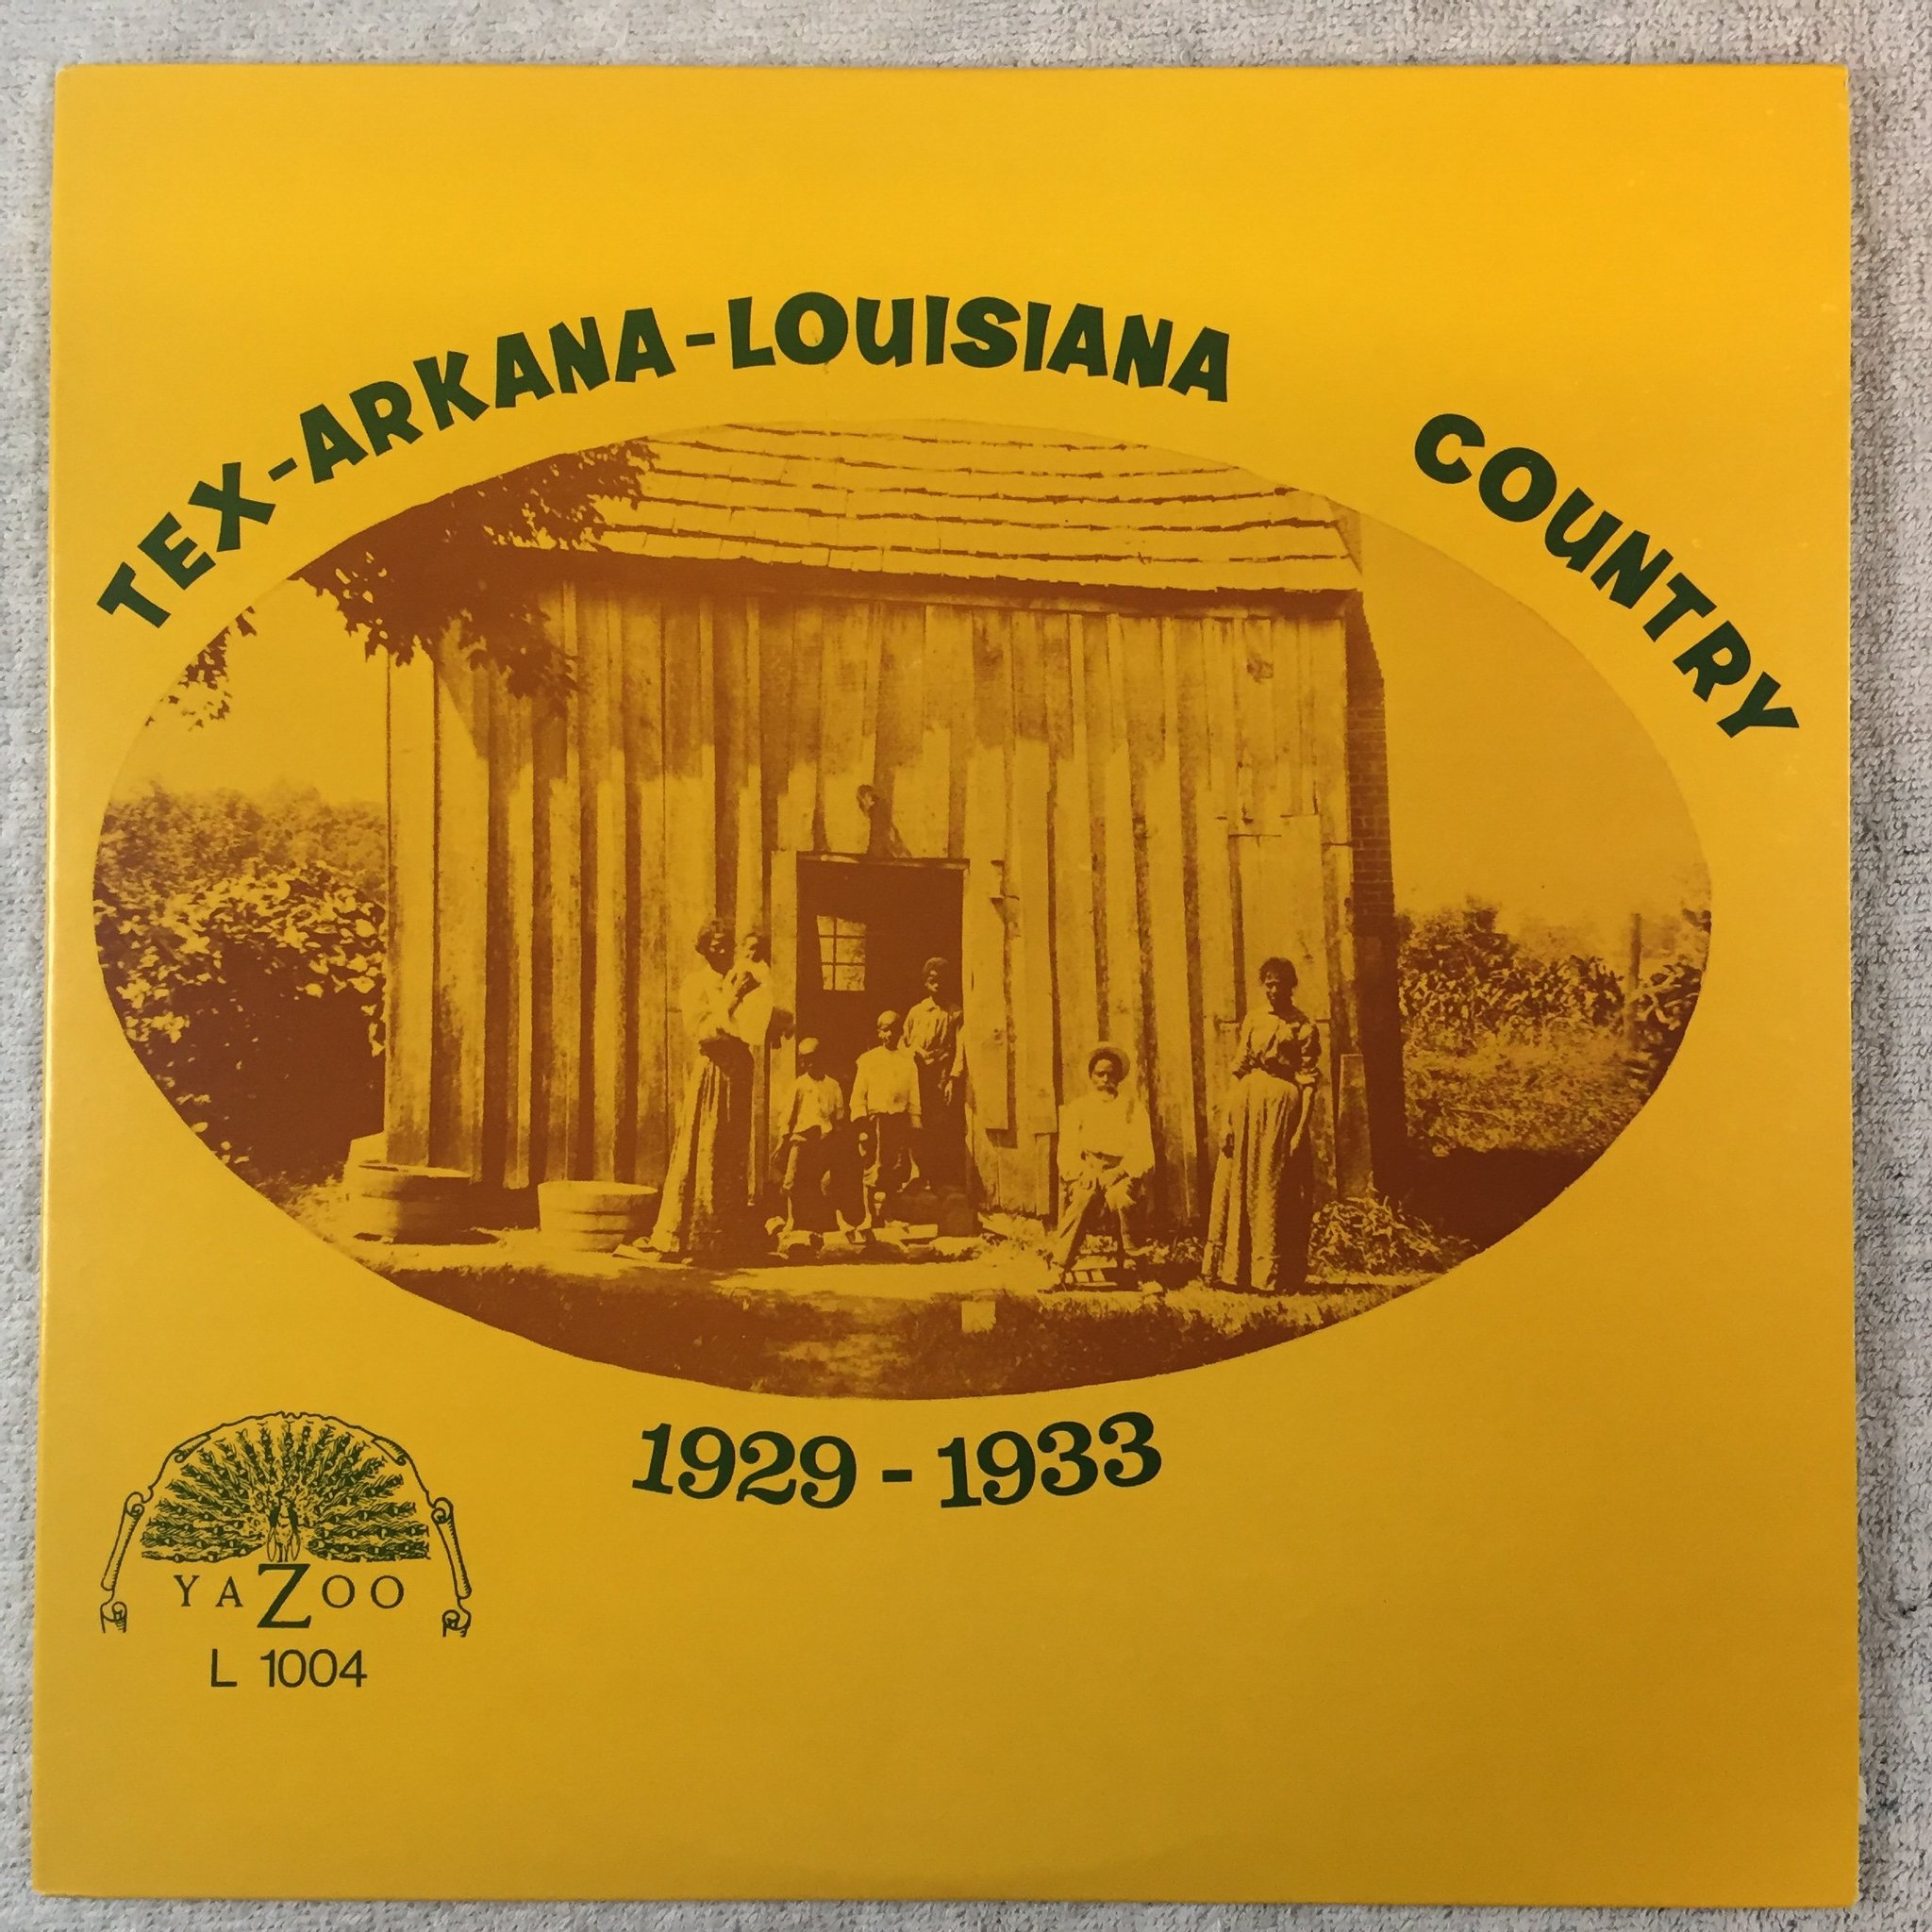 TEX-ARKANA-LOUISIANA COUNTRY
1929 - 1933
YAZOO
L 1004